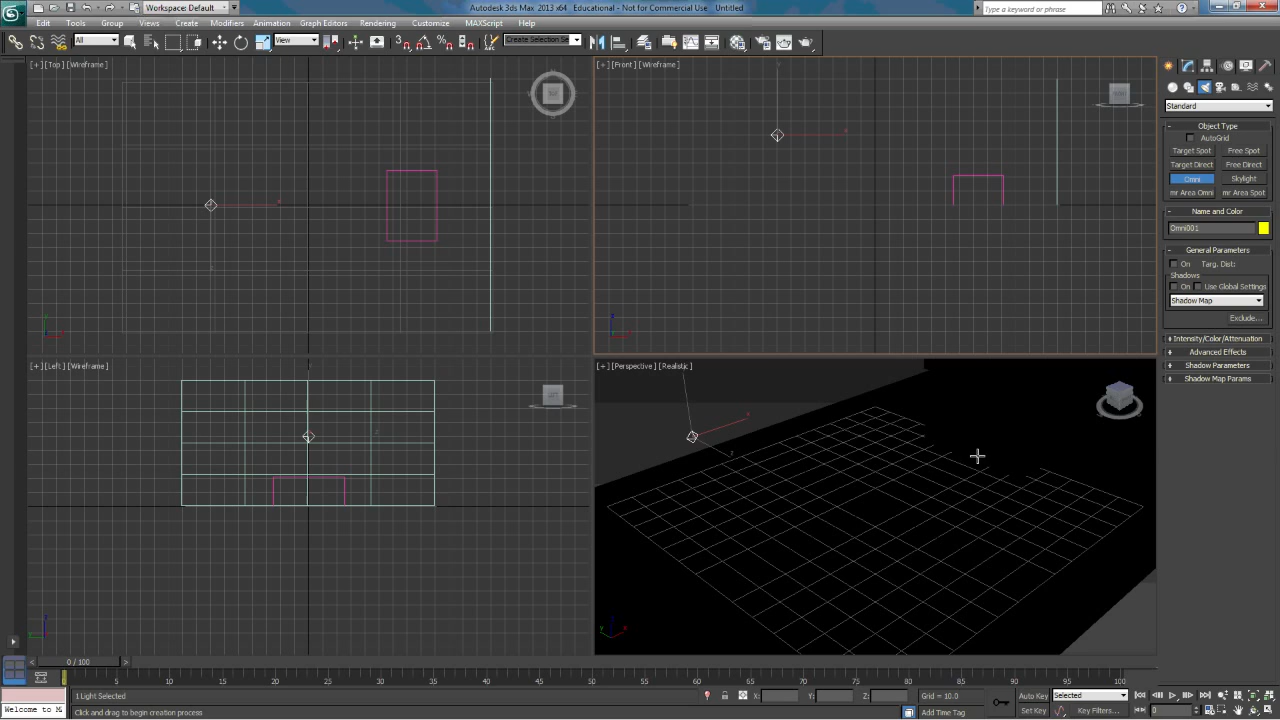 Workspace: Default
Autodesk 3ds Max 2013 x64 - Educational - Not for Commercial Use Untitled
Type a keyword or phrase
Edit Tools Group Views Create Modifiers Animation Graph Editors Rendering Customize MAXScript Help
All
View
Create Selection Se
[+] [Top] [Wireframe]
[+] [Front] [Wireframe]
Standard
- Object Type
AutoGrid
Target Spot Free Spot
Target Direct Free Direct
Omni Skylight
mr Area Omni mr Area Spot
- Name and Color
Omni001
- General Parameters
On Targ. Dist:
Shadows
On Use Global Settings
Shadow Map
Exclude...
+ Intensity/Color/Attenuation
+ Advanced Effects
+ Shadow Parameters
+ Shadow Map Params
[+] [Left] [Wireframe]
[+] [Perspective] [Realistic]
< 0 / 100 >
0 5 10 15 20 25 30 35 40 45 50 55 60 65 70 75 80 85 90 95 100
1 Light Selected
X: Y: Z: Grid = 10.0
Auto Key Selected
Welcome to M
Click and drag to begin creation process
Add Time Tag
Set Key Key Filters... 0